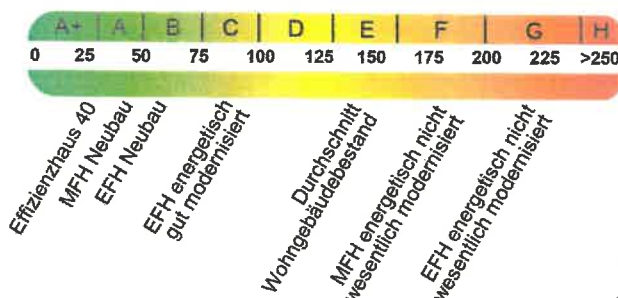 A+ A B C D E F G H
0 25 50 75 100 125 150 175 200 225 >250
Effizienzhaus 40
MFH Neubau
EFH Neubau
EFH energetisch
gut modernisiert
Durchschnitt
Wohngebäudebestand
MFH energetisch nicht
wesentlich modernisiert
EFH energetisch nicht
wesentlich modernisiert